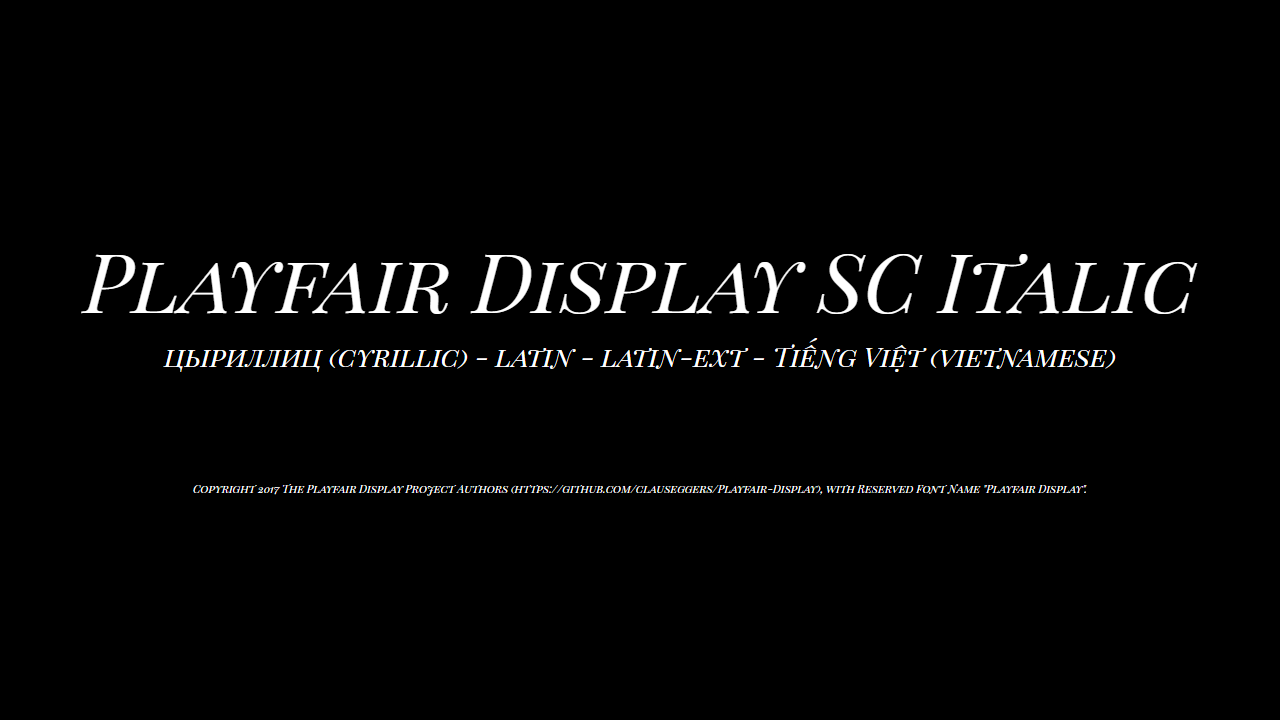 Playfair Display SC Italic
цыриллиц (cyrillic) - latin - latin-ext - Tiếng Việt (vietnamese)
Copyright 2017 The Playfair Display Project Authors (https://github.com/clauseggers/Playfair-Display), with Reserved Font Name "Playfair Display".